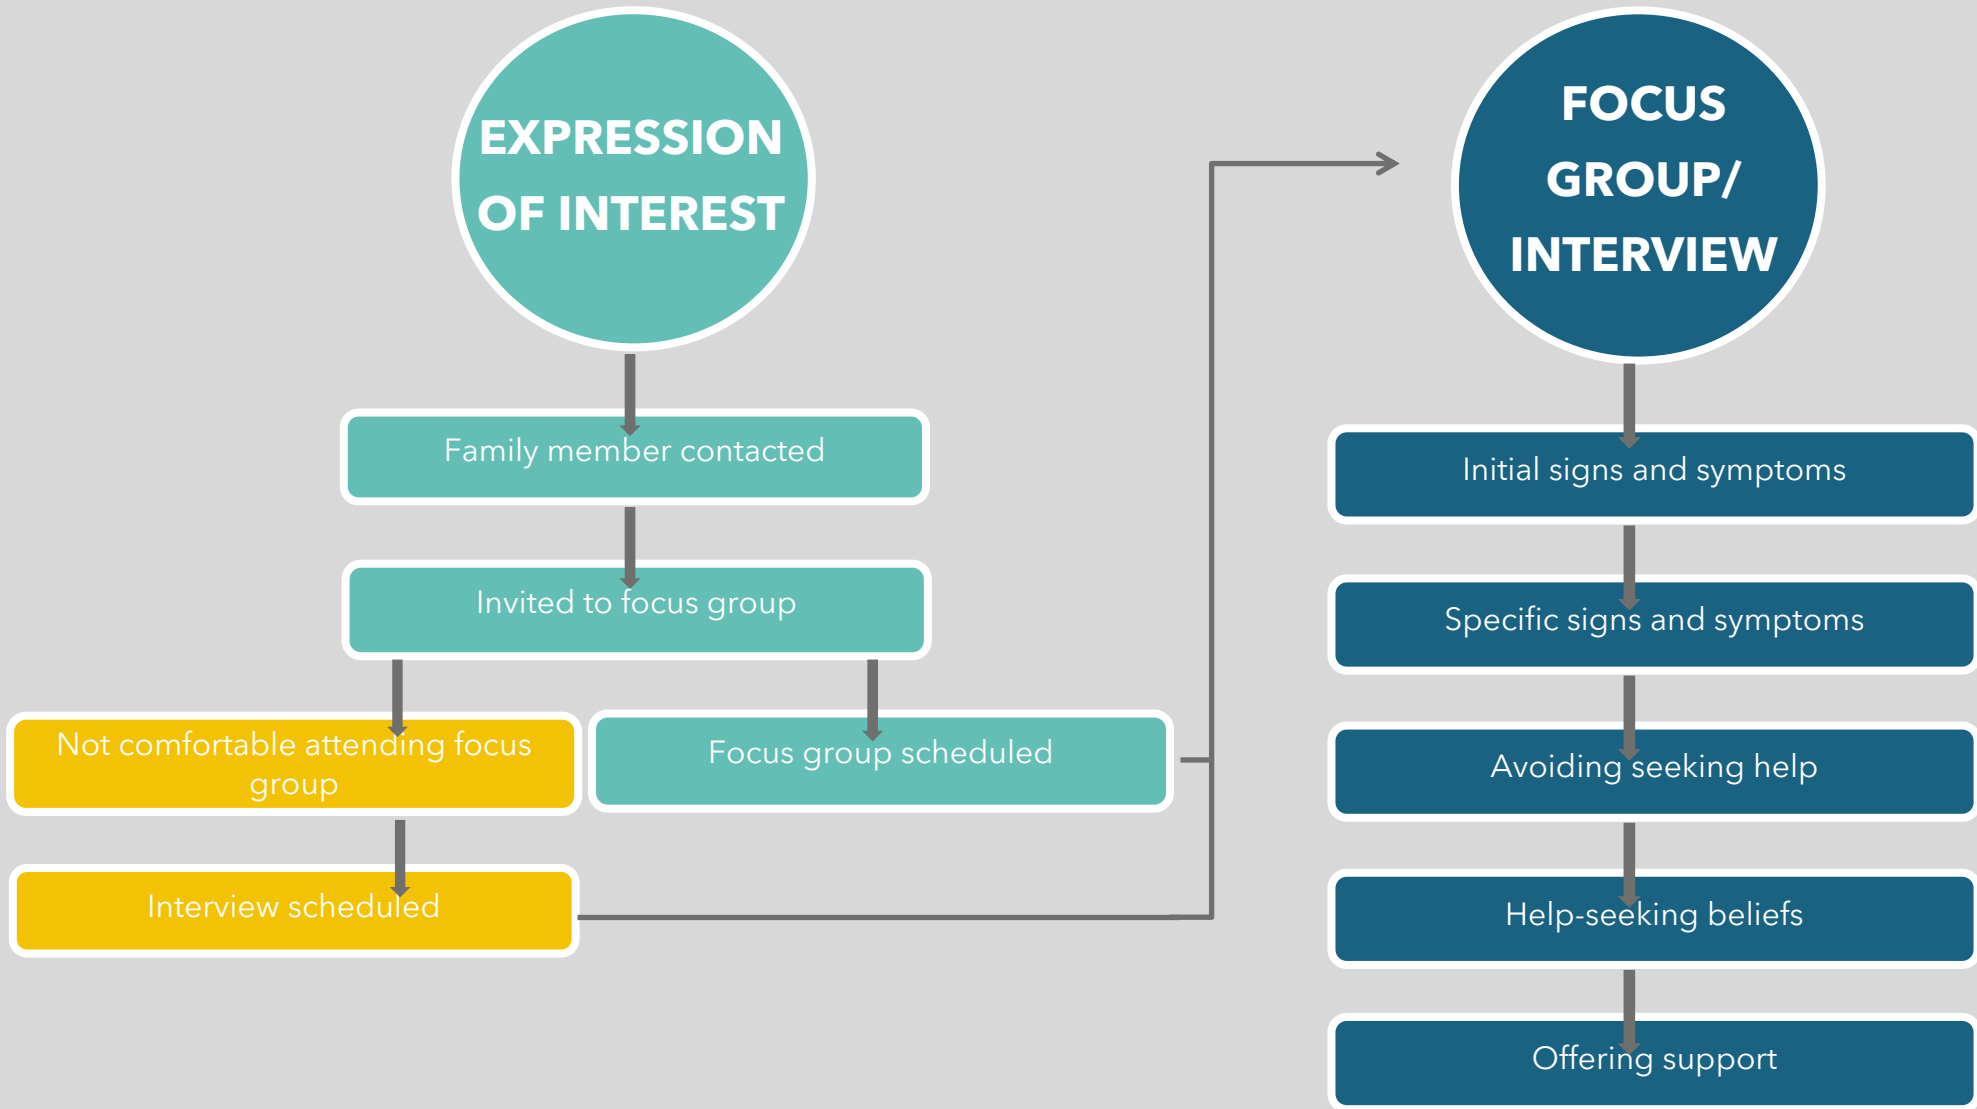 EXPRESSION
OF INTEREST
Family member contacted
Invited to focus group
Not comfortable attending focus
group
Focus group scheduled
Interview scheduled
FOCUS
GROUP/
INTERVIEW
Initial signs and symptoms
Specific signs and symptoms
Avoiding seeking help
Help-seeking beliefs
Offering support